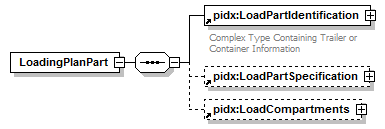 pidx:LoadPartIdentification
Complex Type Containing Trailer or
Container Information
LoadingPlanPart
pidx:LoadPartSpecification
pidx:LoadCompartments